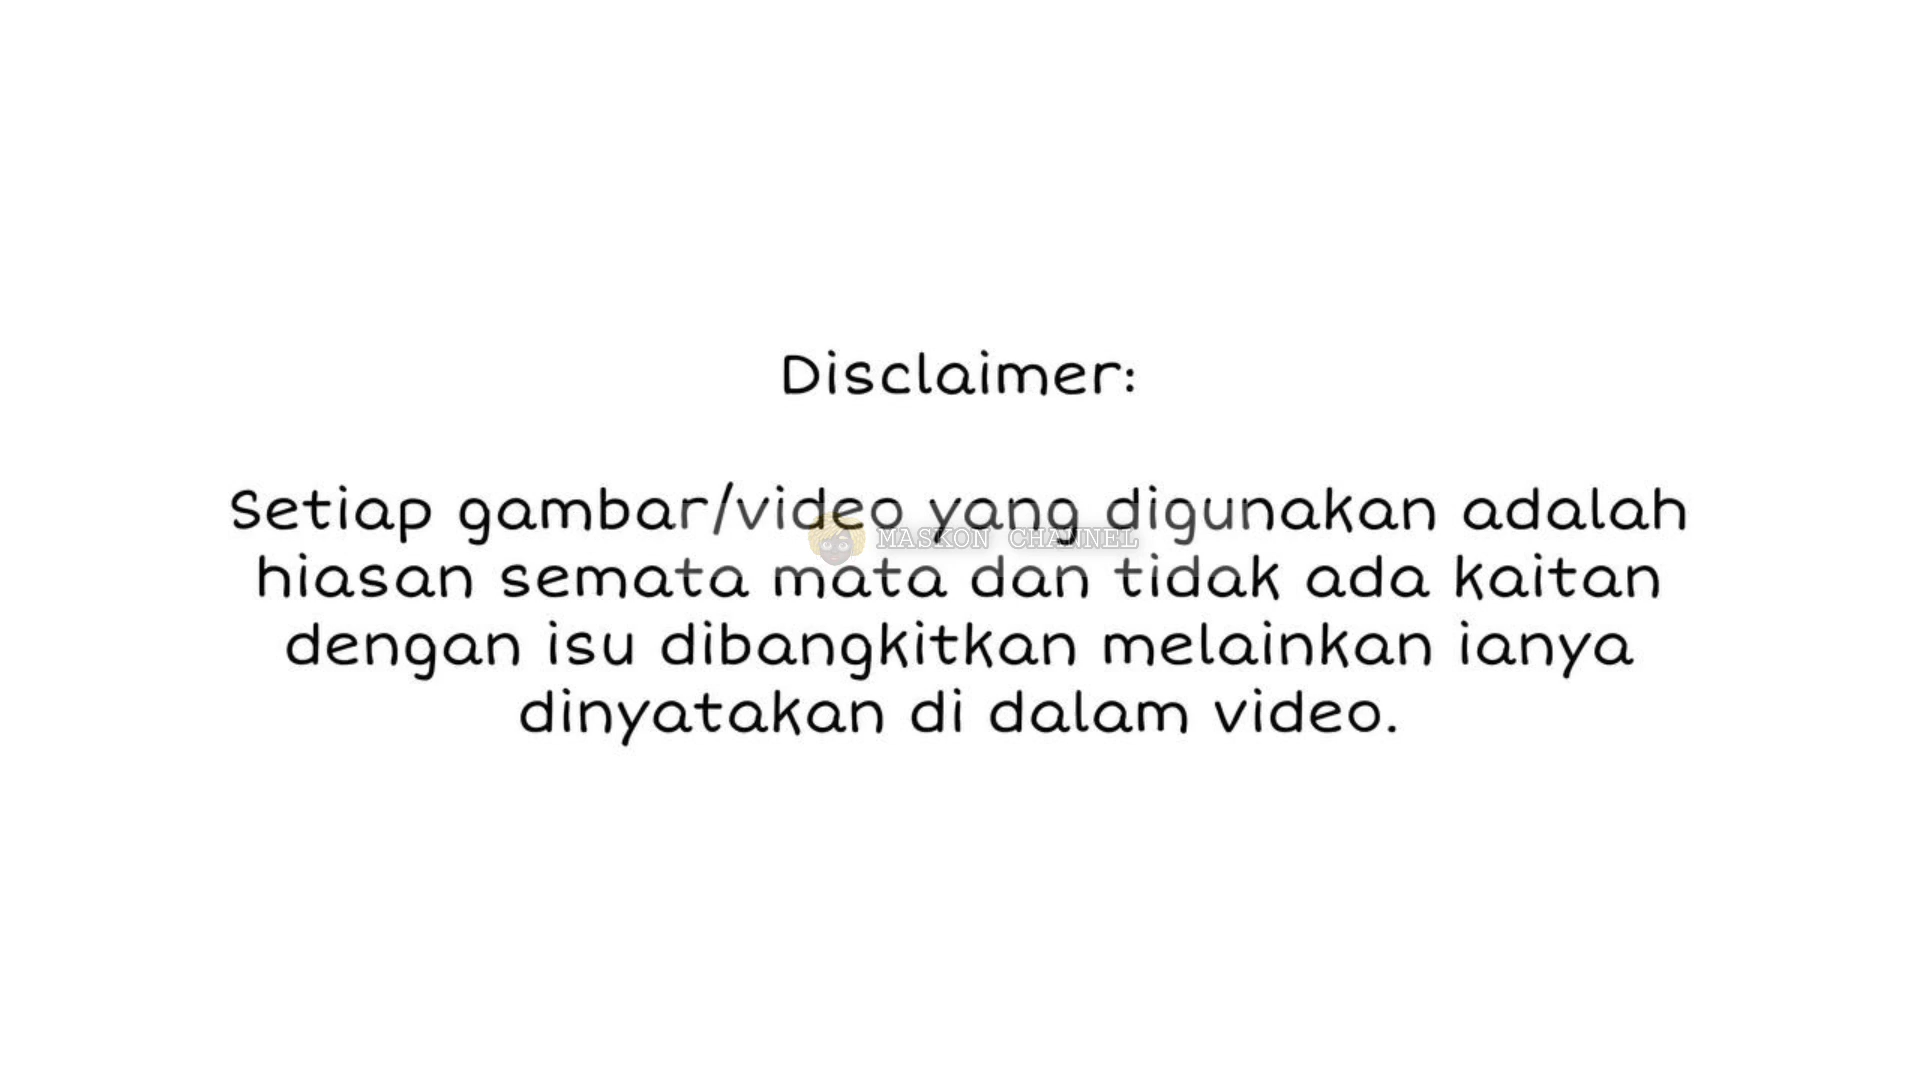 Disclaimer:
Setiap gambar/video yang digunakan adalah
MASKON CHANNEL
hiasan semata mata dan tidak ada kaitan
dengan isu dibangkitkan melainkan ianya
dinyatakan di dalam video.